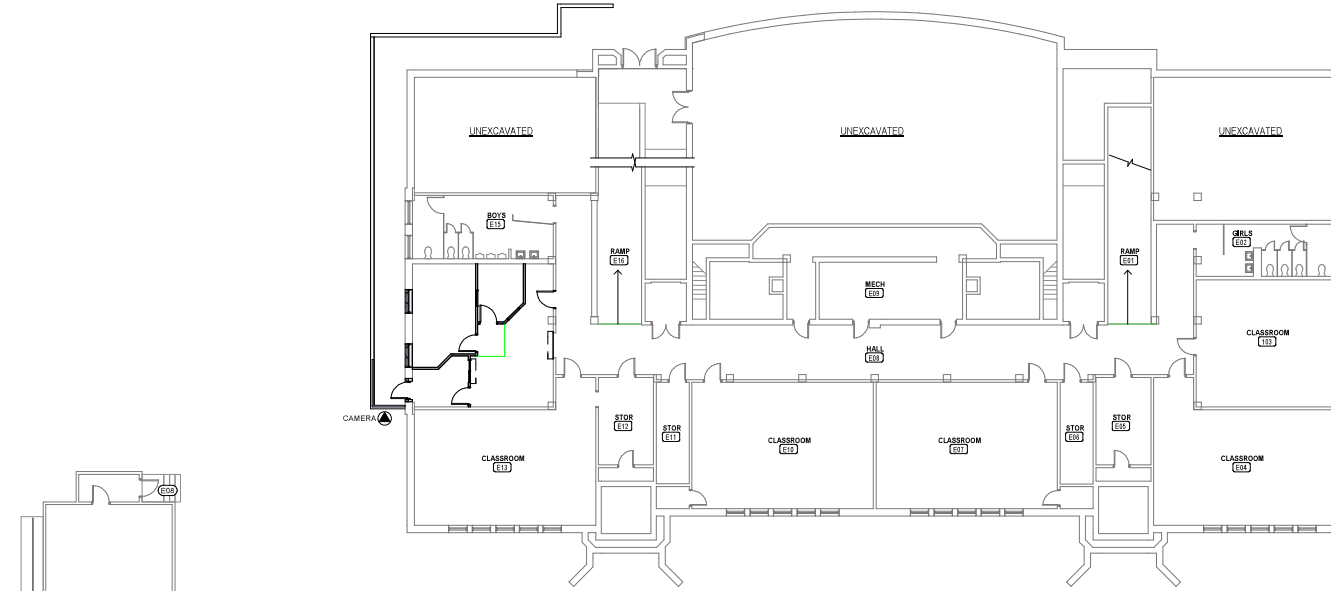 UNEXCAVATED
UNEXCAVATED
UNEXCAVATED
BOYS
E15
GIRLS
E02
RAMP
E16
RAMP
E01
MECH
E09
CLASSROOM
103
HALL
E08
CAMERA
STOR
E12
STOR
E11
CLASSROOM
E10
CLASSROOM
E07
STOR
E06
STOR
E05
CLASSROOM
E13
CLASSROOM
E04
E08